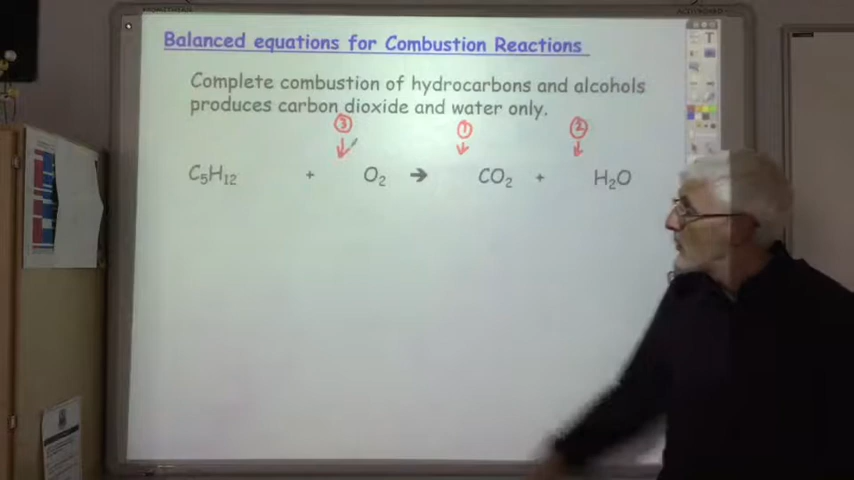 Balanced equations for Combustion Reactions
Complete combustion of hydrocarbons and alcohols
produces carbon dioxide and water only.
③ ① ②
C₅H₁₂ + O₂ → CO₂ + H₂O